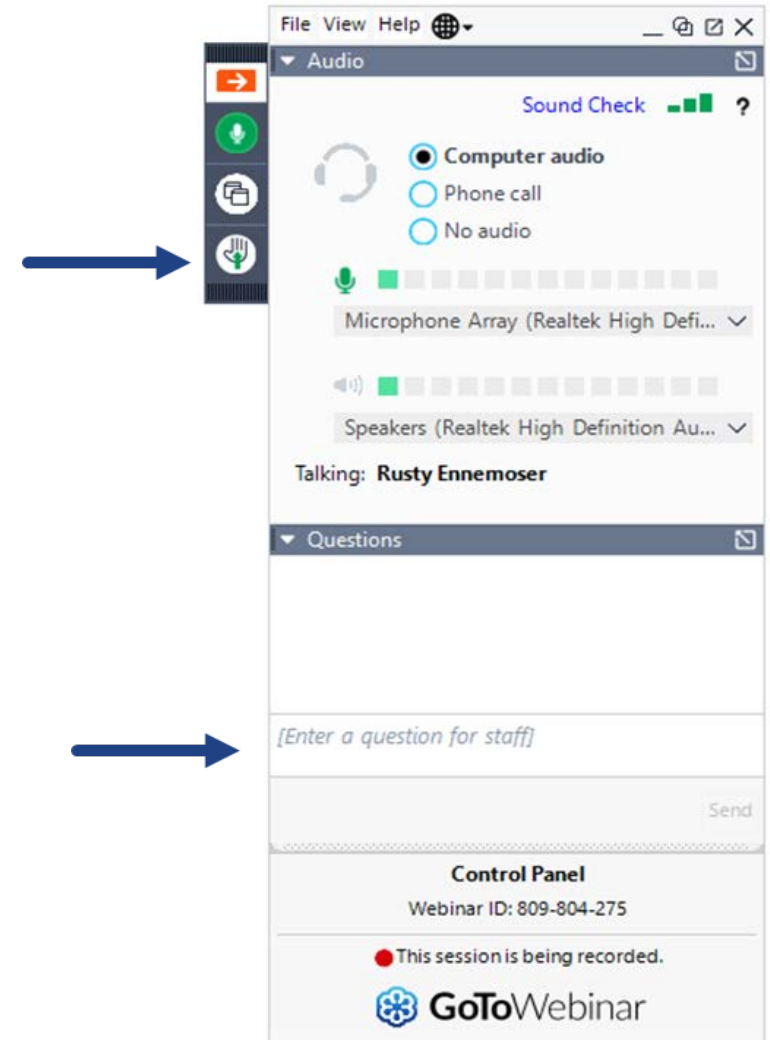 File View Help
Audio
Sound Check ?
Computer audio
Phone call
No audio
Microphone Array (Realtek High Defi...
Speakers (Realtek High Definition Au...
Talking: Rusty Ennemoser
Questions
[Enter a question for staff]
Send
Control Panel
Webinar ID: 809-804-275
This session is being recorded.
GoToWebinar